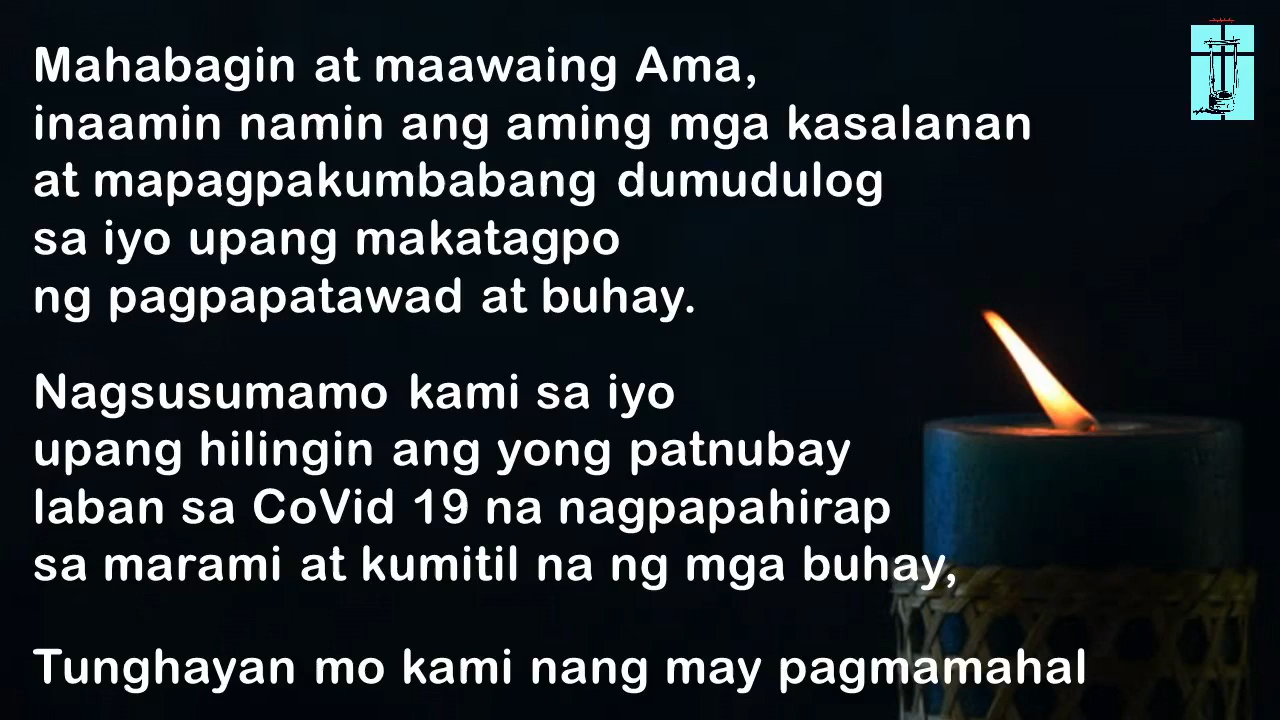 Mahabagin at maawaing Ama,
inaamin namin ang aming mga kasalanan
at mapagpakumbabang dumudulog
sa iyo upang makatagpo
ng pagpapatawad at buhay.
Nagsusumamo kami sa iyo
upang hilingin ang yong patnubay
laban sa CoVid 19 na nagpapahirap
sa marami at kumitil na ng mga buhay,
Tunghayan mo kami nang may pagmamahal